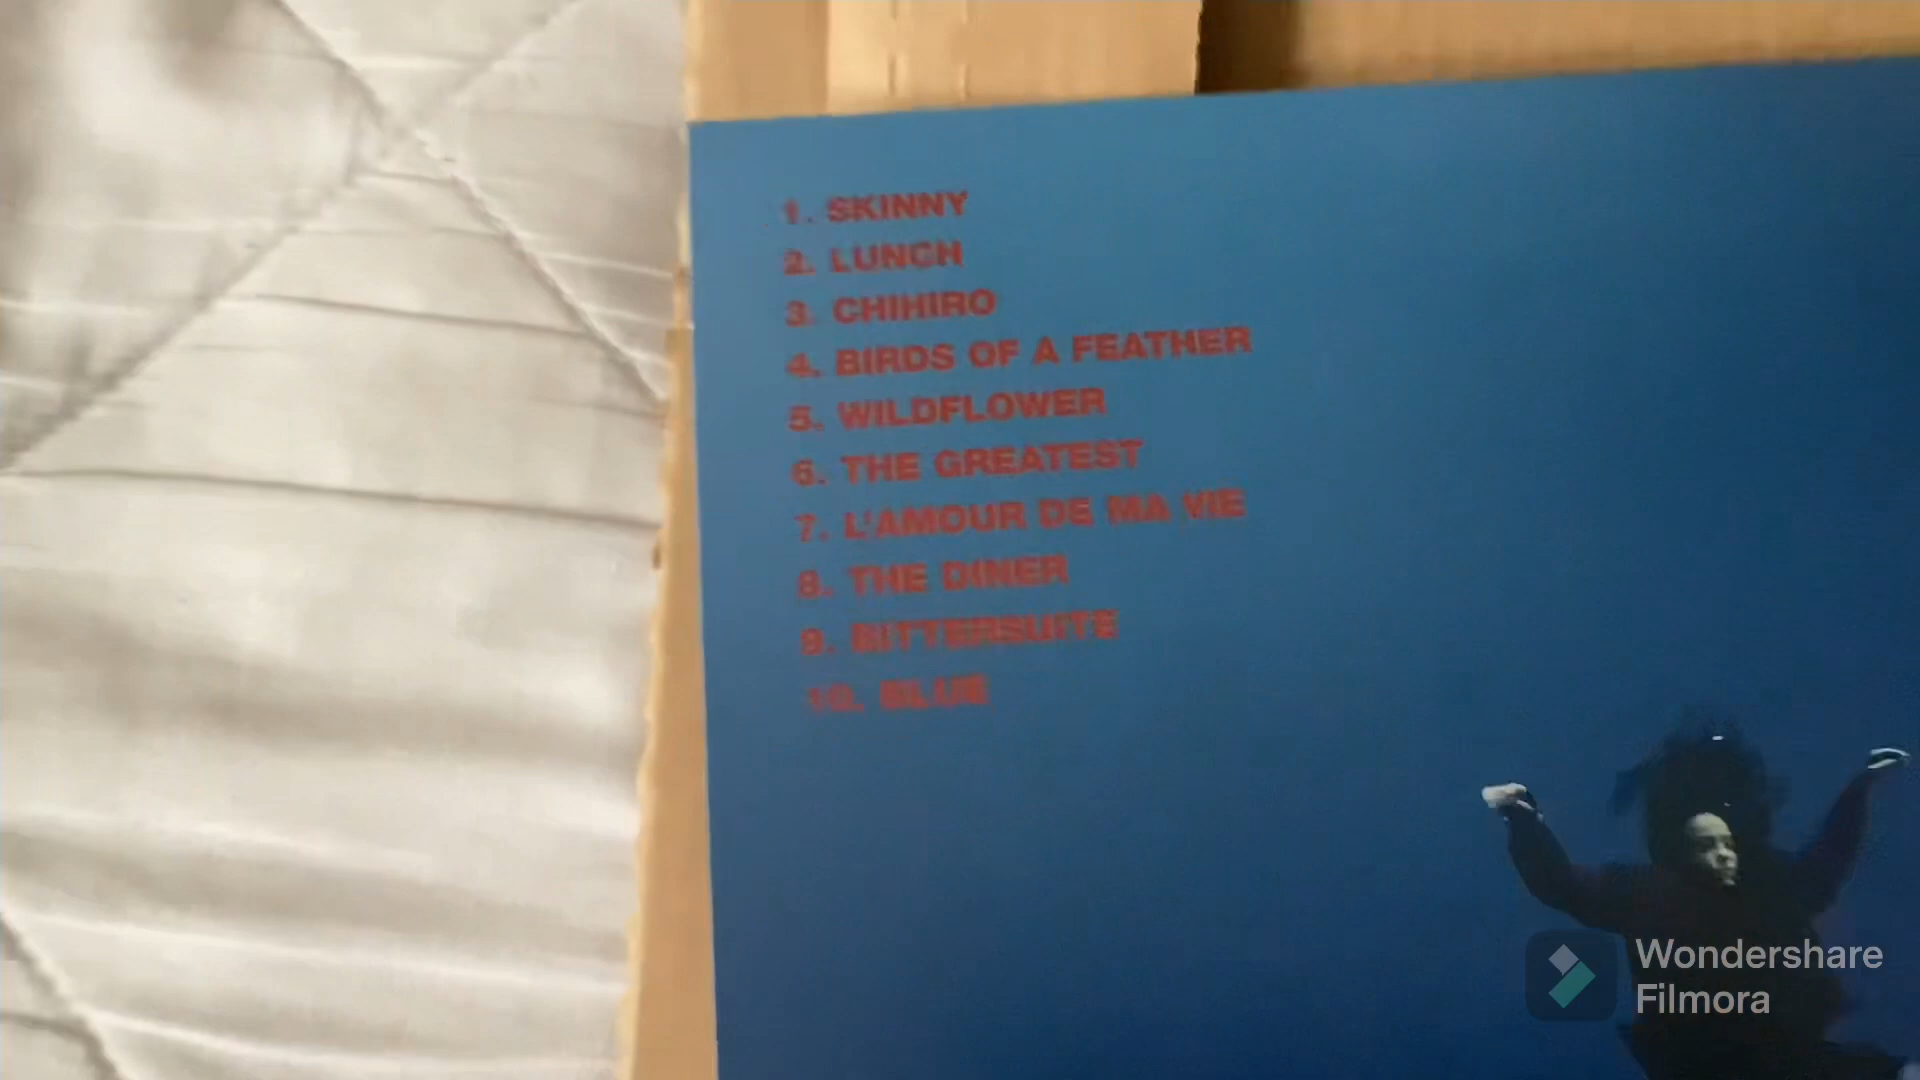 1. SKINNY
2. LUNCH
3. CHIHIRO
4. BIRDS OF A FEATHER
5. WILDFLOWER
6. THE GREATEST
7. L'AMOUR DE MA VIE
8. THE DINER
9. BITTERSUITE
10. BLUE
Wondershare
Filmora